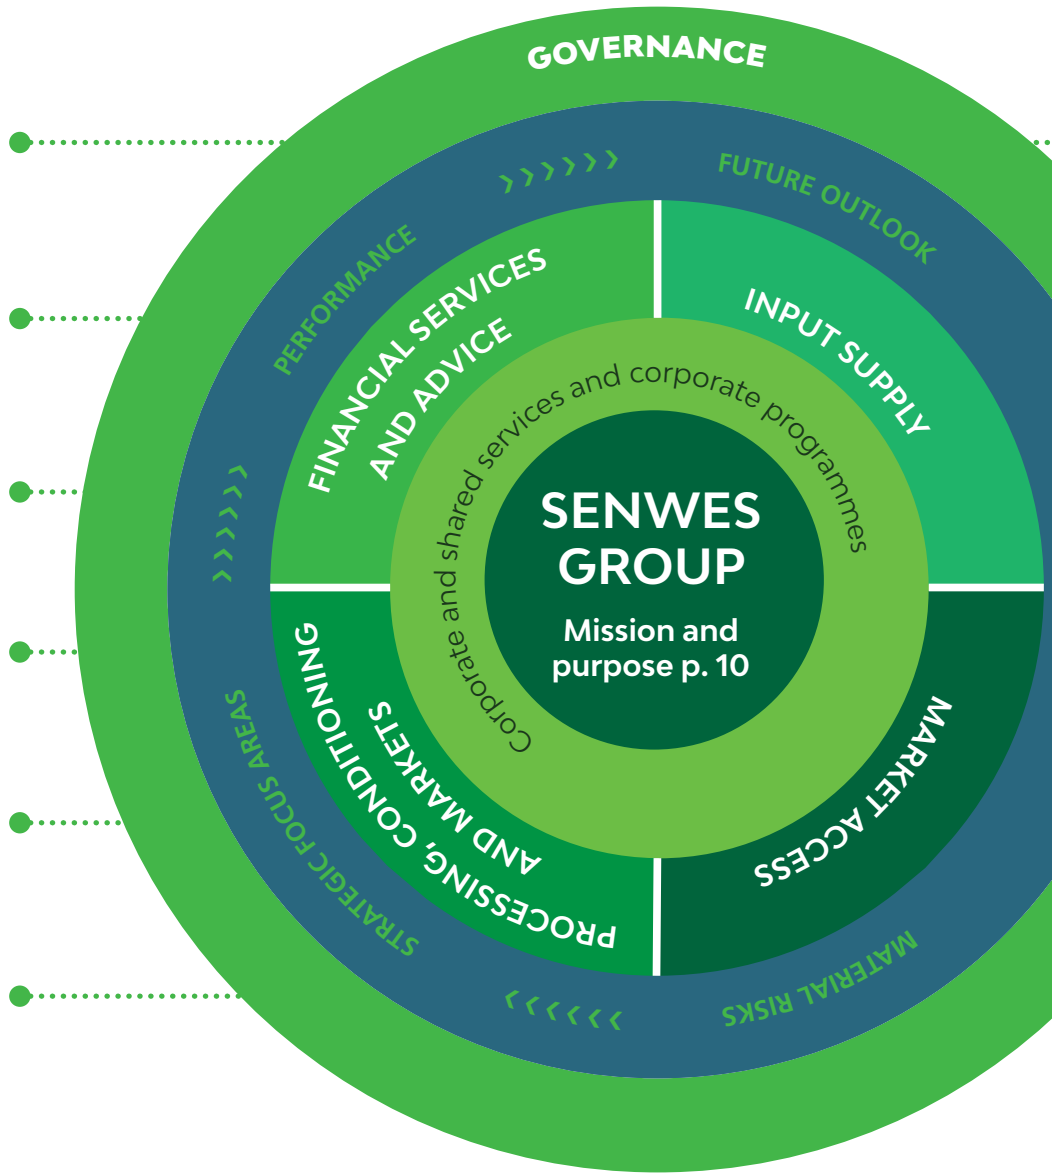 GOVERNANCE
FUTURE OUTLOOK
PERFORMANCE
FINANCIAL SERVICES
AND ADVICE
INPUT SUPPLY
Corporate and shared services and corporate programmes
SENWES
GROUP
Mission and
purpose p. 10
STRATEGIC FOCUS AREAS
PROCESSING, CONDITIONING
AND MARKETS
MARKET ACCESS
MATERIAL RISKS